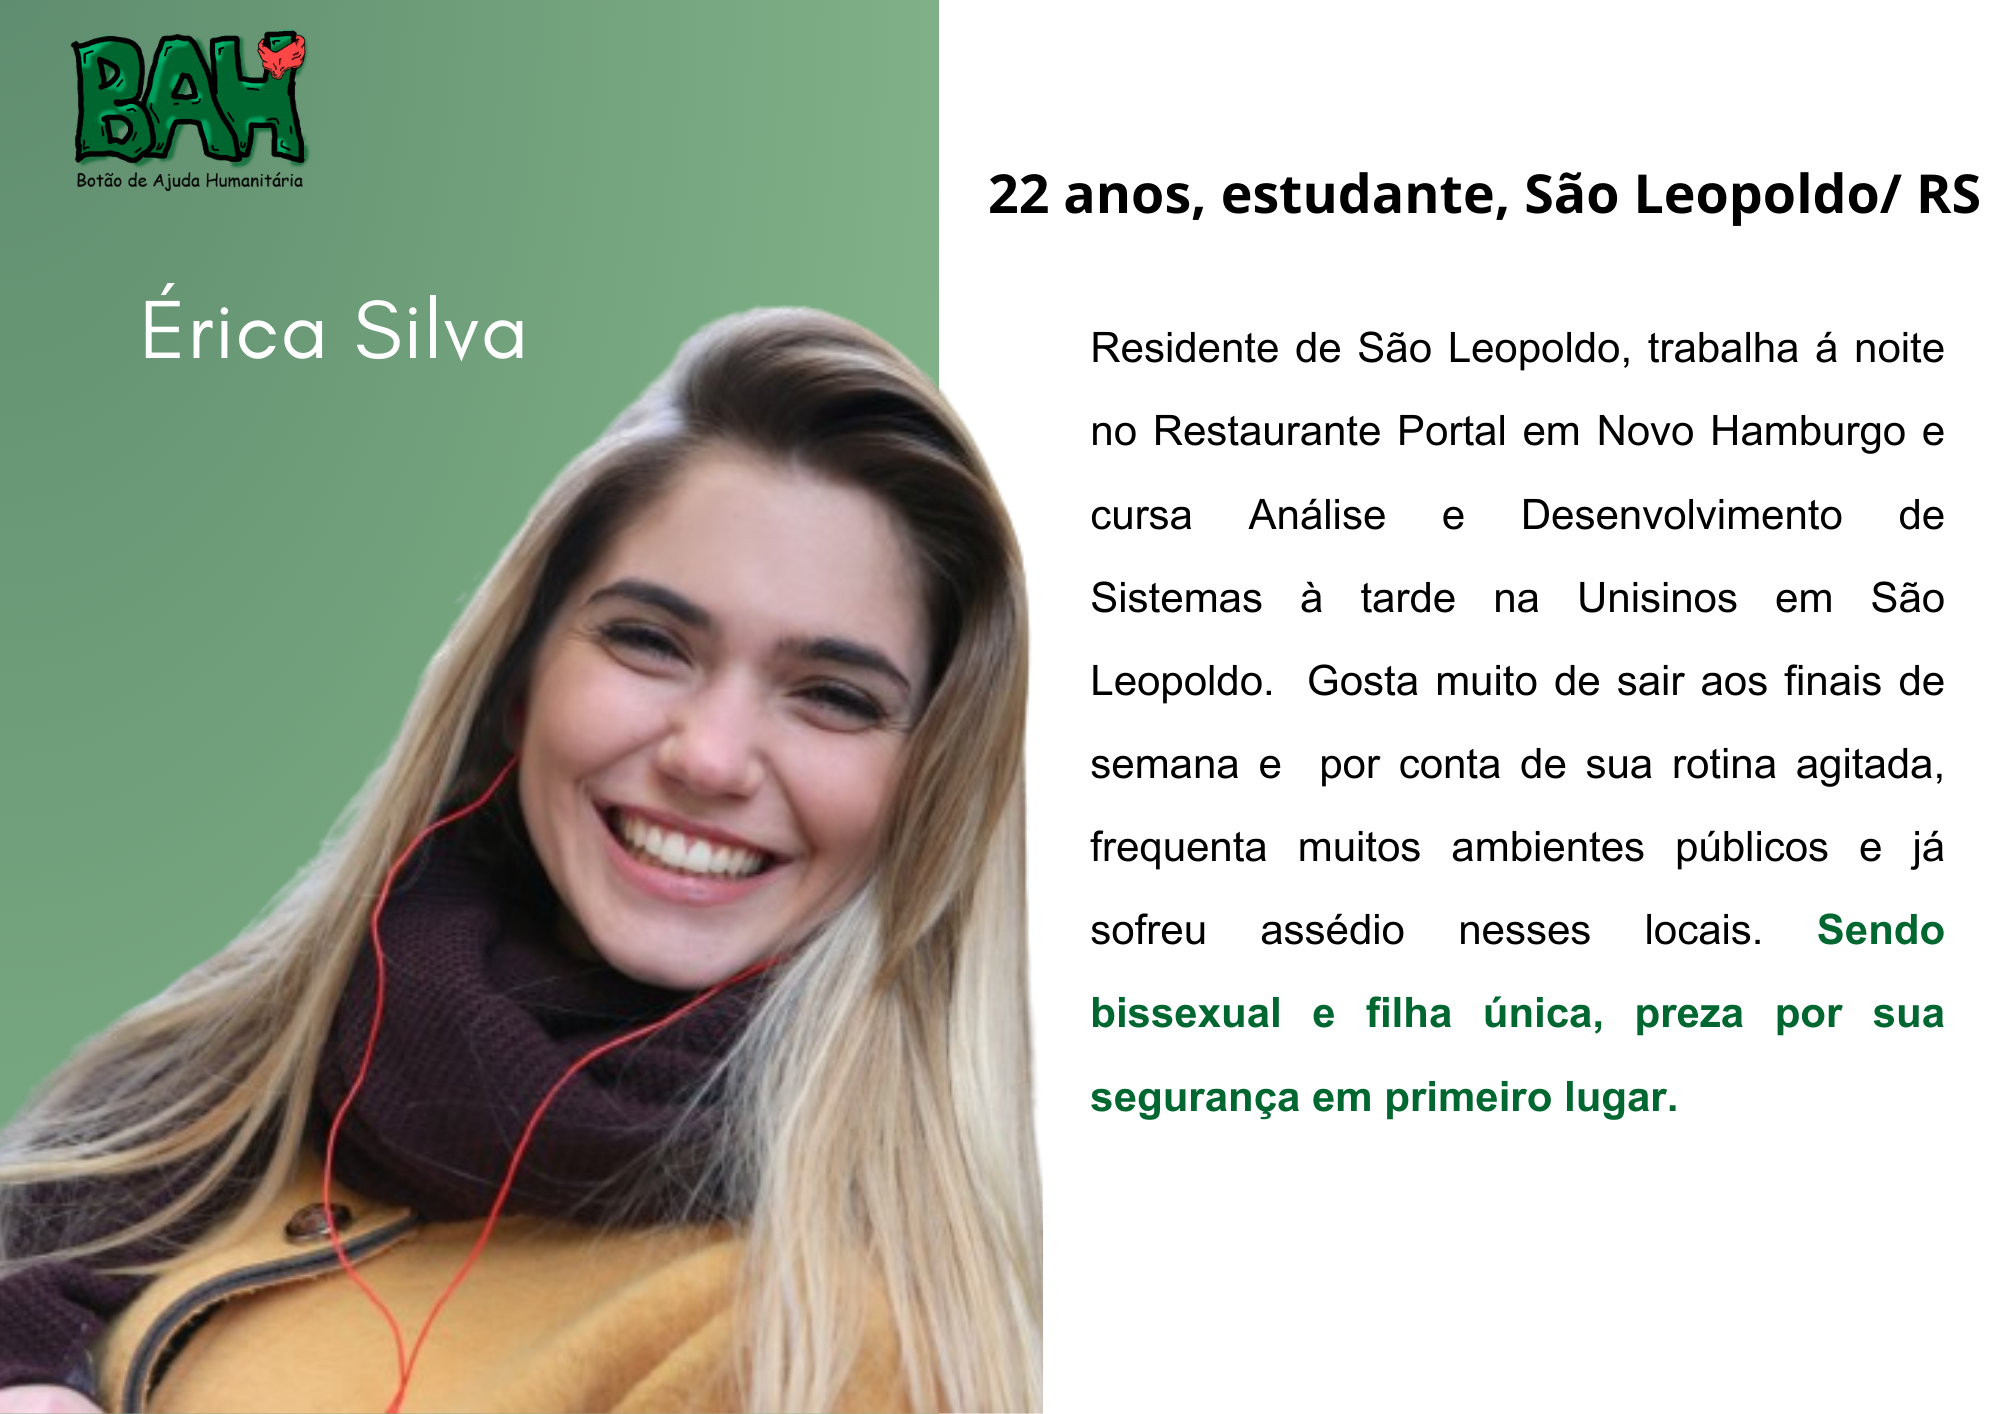 BAH
Botão de Ajuda Humanitária
Érica Silva
22 anos, estudante, São Leopoldo/ RS
Residente de São Leopoldo, trabalha á noite
no Restaurante Portal em Novo Hamburgo e
cursa Análise e Desenvolvimento de
Sistemas à tarde na Unisinos em São
Leopoldo. Gosta muito de sair aos finais de
semana e por conta de sua rotina agitada,
frequenta muitos ambientes públicos e já
sofreu assédio nesses locais. Sendo
bissexual e filha única, preza por sua
segurança em primeiro lugar.